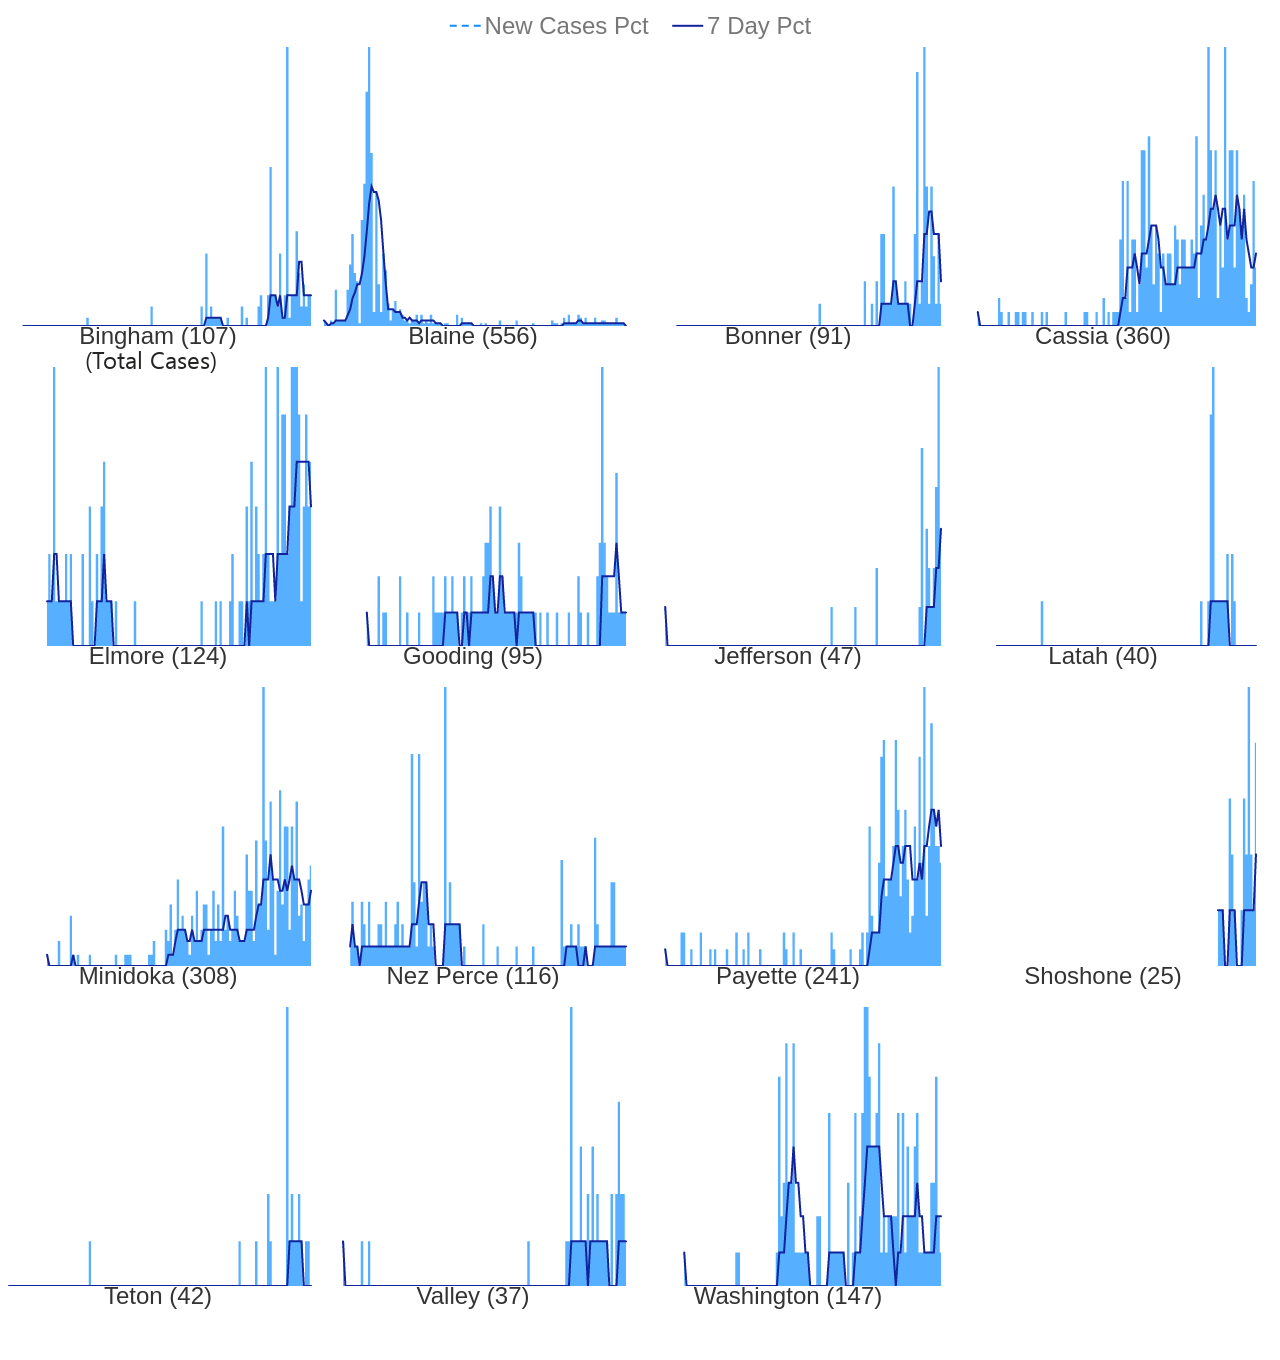 New Cases Pct 7 Day Pct
Bingham (107) Blaine (556) Bonner (91) Cassia (360)
(Total Cases)
Elmore (124) Gooding (95) Jefferson (47) Latah (40)
Minidoka (308) Nez Perce (116) Payette (241) Shoshone (25)
Teton (42) Valley (37) Washington (147)